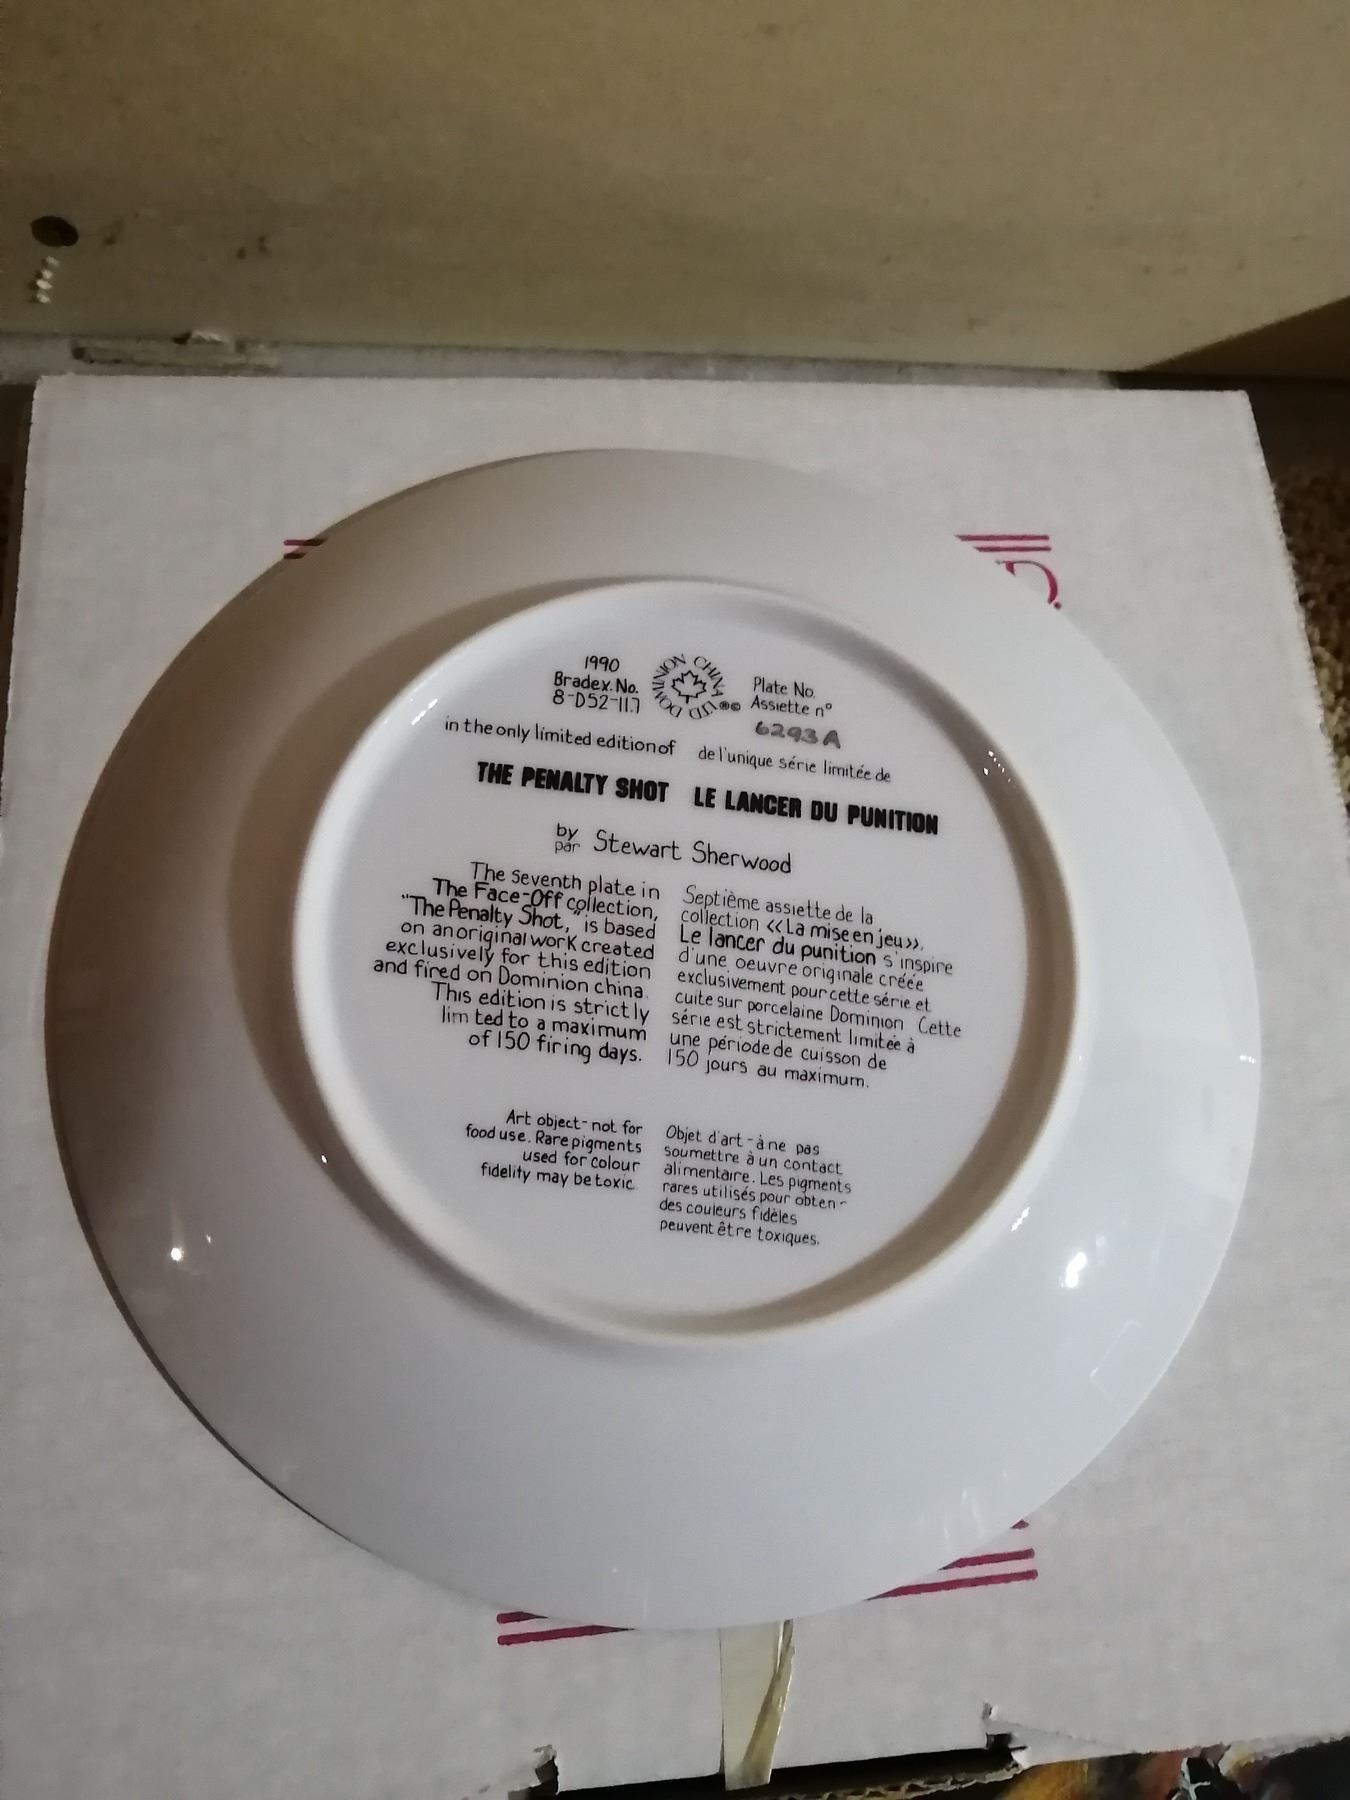 1990
Bradex. No.
8-D52-11.7
DOMINION CHINA LTD
®©
Plate No.
Assiette n°
6293A
in the only limited edition of
de l'unique série limitée de
THE PENALTY SHOT
LE LANCER DU PUNITION
by
par
Stewart Sherwood
The seventh plate in
The Face-Off collection,
"The Penalty Shot," is based
on an original work created
exclusively for this edition
and fired on Dominion china.
This edition is strictly
lim ted to a maximum
of 150 firing days.
Septième assiette de la
collection «La mise en jeu».
Le lancer du punition s'inspire
d'une oeuvre originale créée
exclusivement pour cette série et
cuite sur porcelaine Dominion Cette
série est strictement limitée à
une période de cuisson de
150 jours au maximum.
Art object - not for
food use. Rare pigments
used for colour
fidelity may be toxic.
Objet d'art - à ne pas
soumettre à un contact
alimentaire. Les pigments
rares utilisés pour obten-
des couleurs fidèles
peuvent être toxiques.